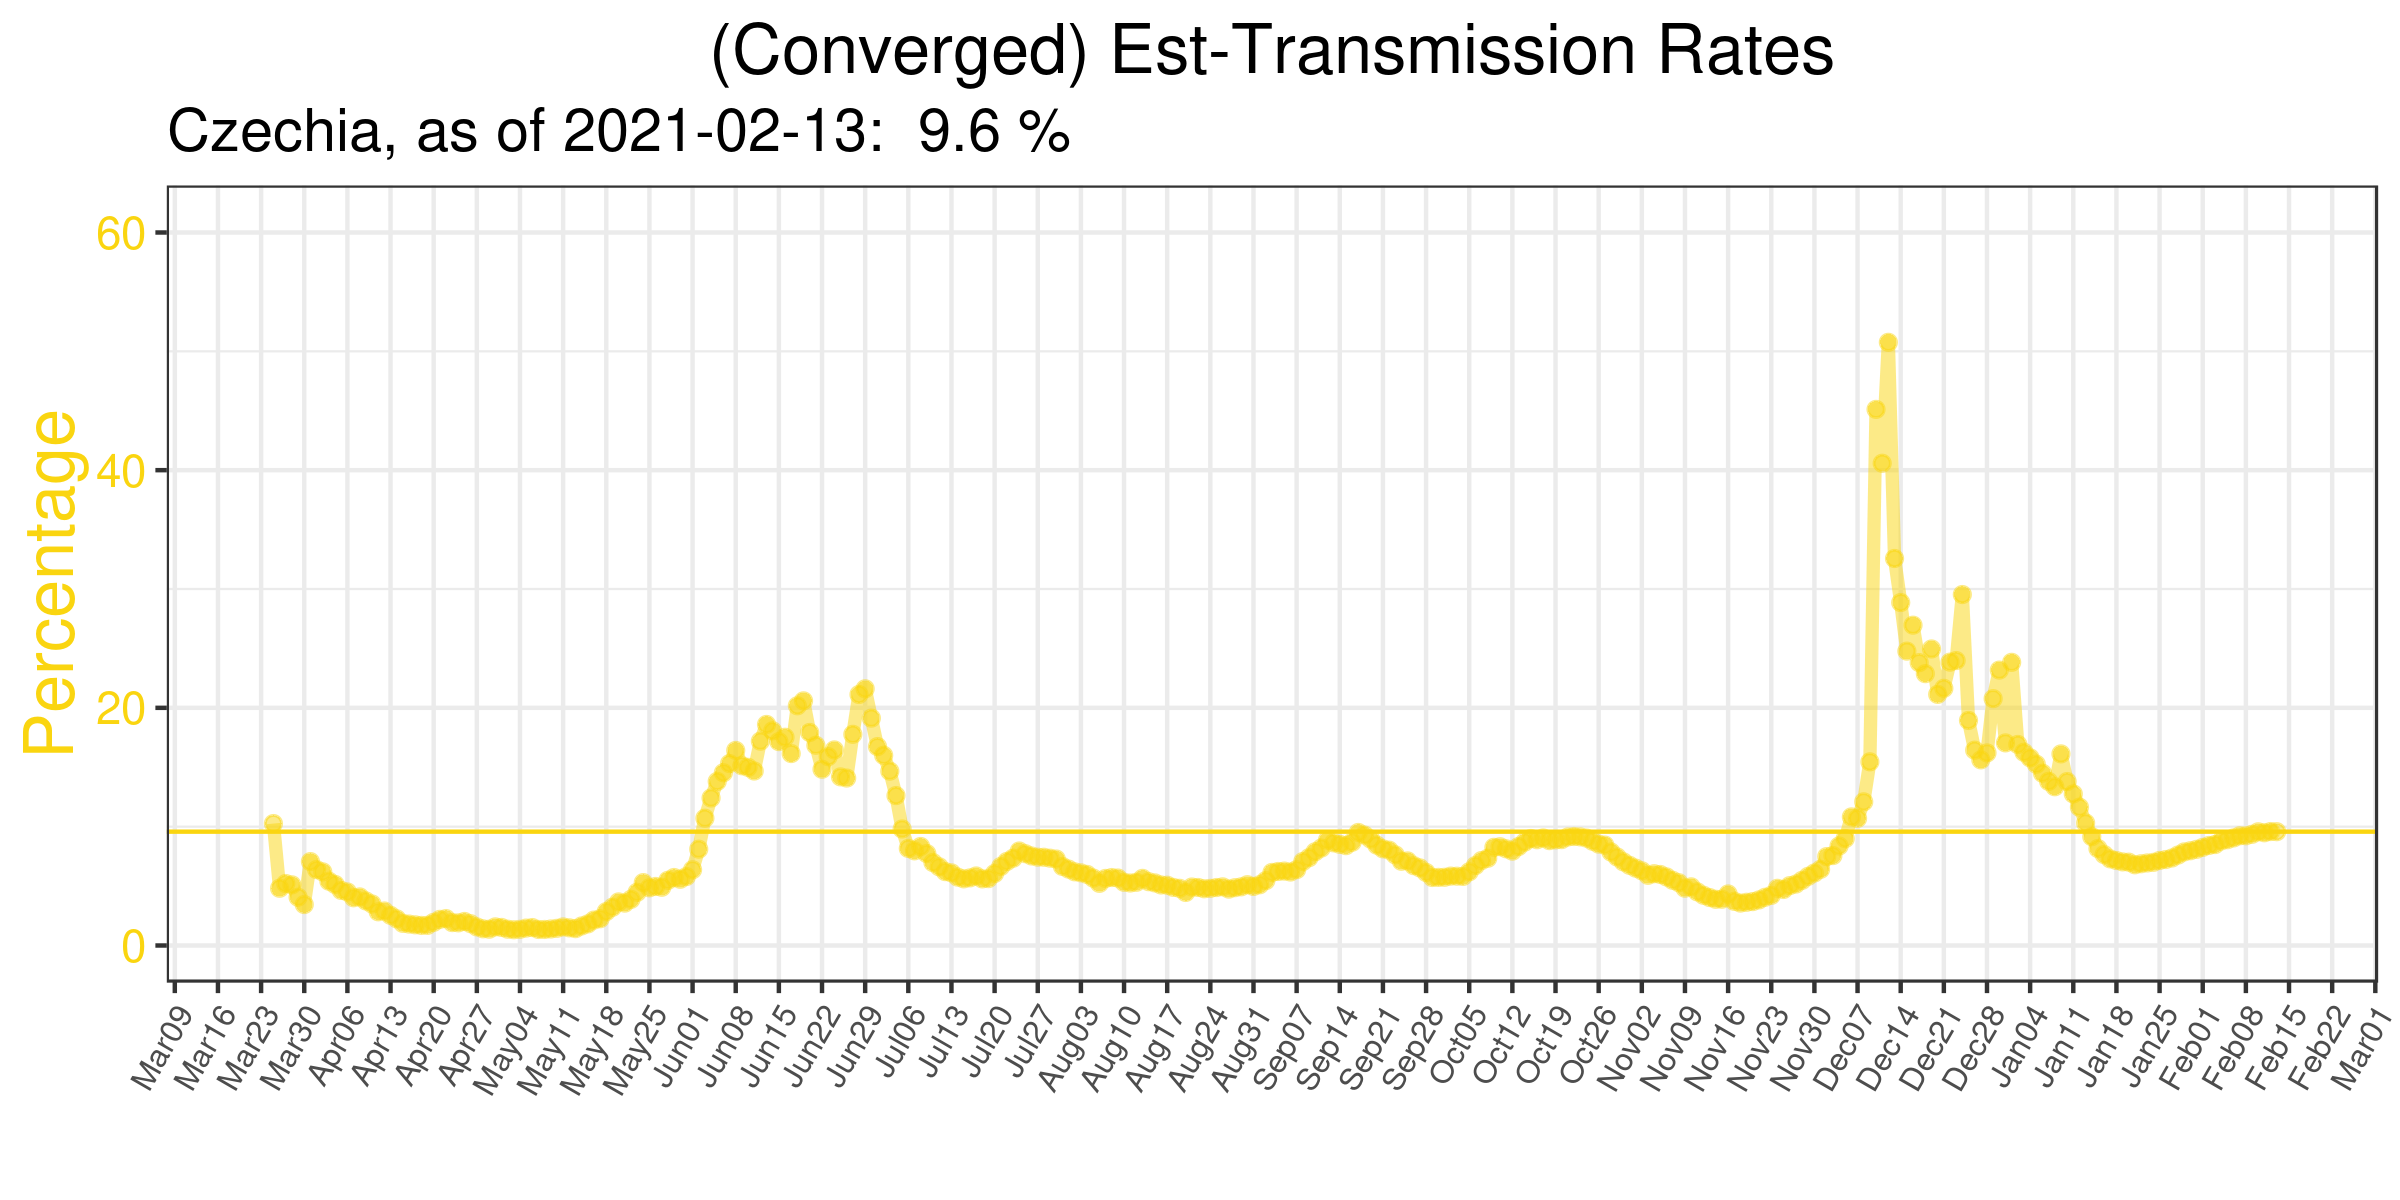 (Converged) Est-Transmission Rates
Czechia, as of 2021-02-13:  9.6 %
Percentage
60
40
20
0
Mar09
Mar16
Mar23
Mar30
Apr06
Apr13
Apr20
Apr27
May04
May11
May18
May25
Jun01
Jun08
Jun15
Jun22
Jun29
Jul06
Jul13
Jul20
Jul27
Aug03
Aug10
Aug17
Aug24
Aug31
Sep07
Sep14
Sep21
Sep28
Oct05
Oct12
Oct19
Oct26
Nov02
Nov09
Nov16
Nov23
Nov30
Dec07
Dec14
Dec21
Dec28
Jan04
Jan11
Jan18
Jan25
Feb01
Feb08
Feb15
Feb22
Mar01